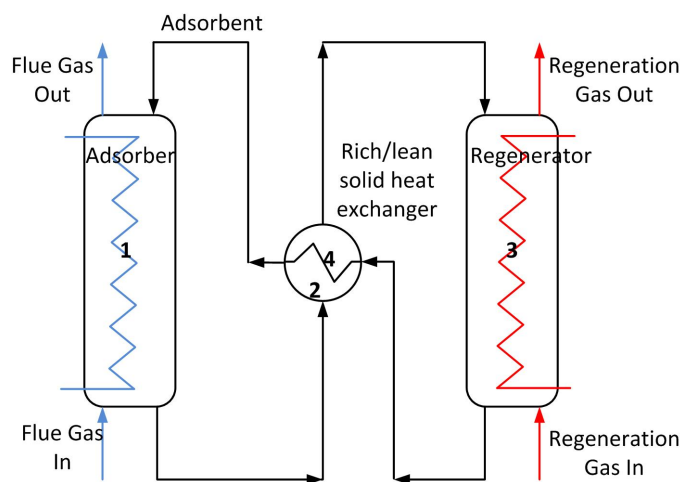 Adsorbent
Flue Gas
Out
Regeneration
Gas Out
Adsorber
Rich/lean
solid heat
exchanger
Regenerator
1
4
2
3
Flue Gas
In
Regeneration
Gas In